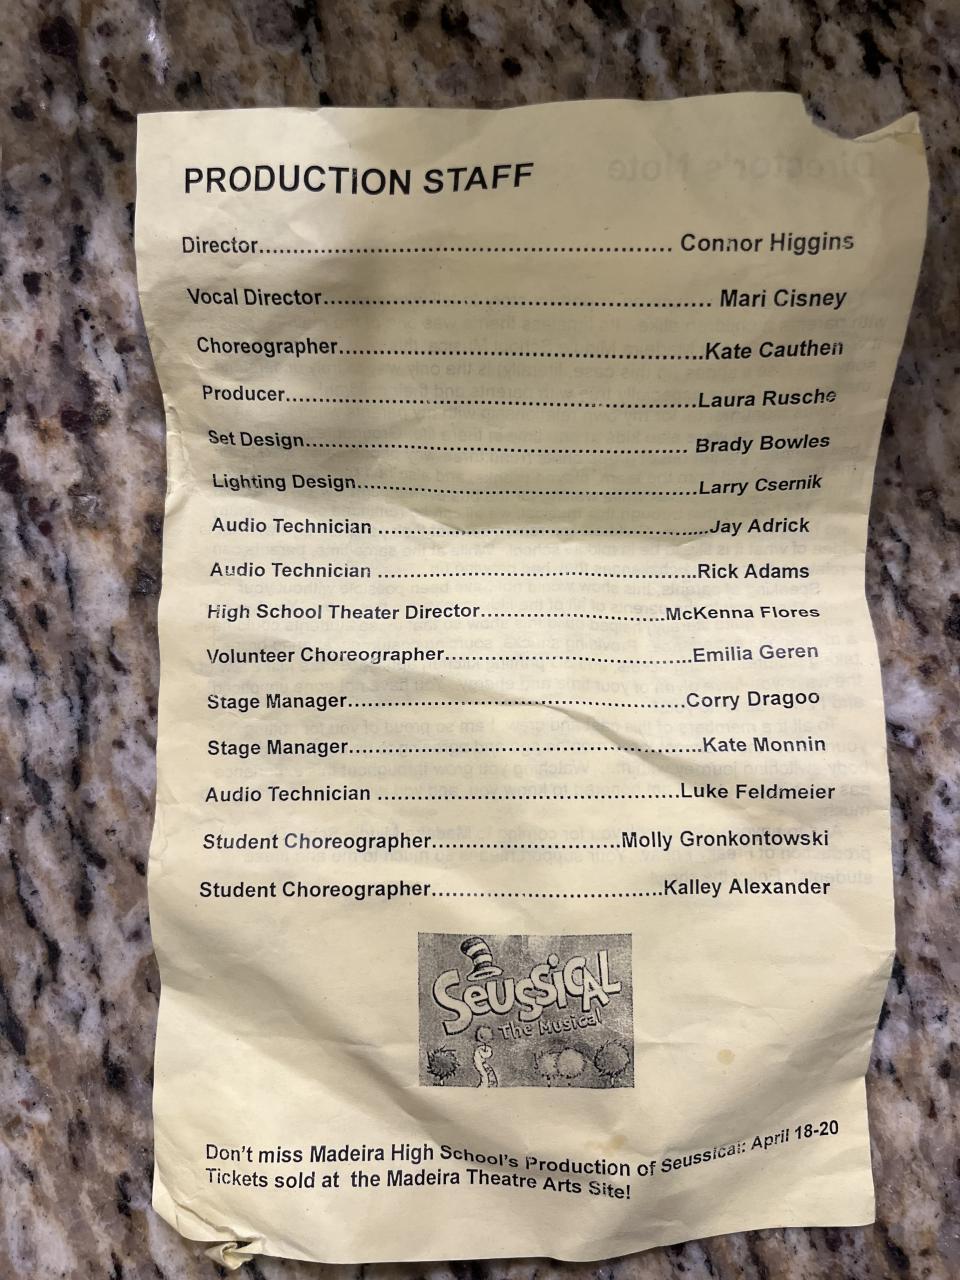 PRODUCTION STAFF
Director............................................................ Connor Higgins
Vocal Director........................................................ Mari Cisney
Choreographer.....................................................Kate Cauthen
Producer............................................................Laura Rusche
Set Design........................................................ Brady Bowles
Lighting Design..................................................Larry Csernik
Audio Technician ................................................Jay Adrick
Audio Technician ..............................................Rick Adams
High School Theater Director...........................McKenna Flores
Volunteer Choreographer....................................Emilia Geren
Stage Manager.................................................Corry Dragoo
Stage Manager....................................................Kate Monnin
Audio Technician ............................................Luke Feldmeier
Student Choreographer...........................Molly Gronkontowski
Student Choreographer.................................Kalley Alexander
Seussical
The Musical
Don't miss Madeira High School's Production of Seussical: April 18-20
Tickets sold at the Madeira Theatre Arts Site!